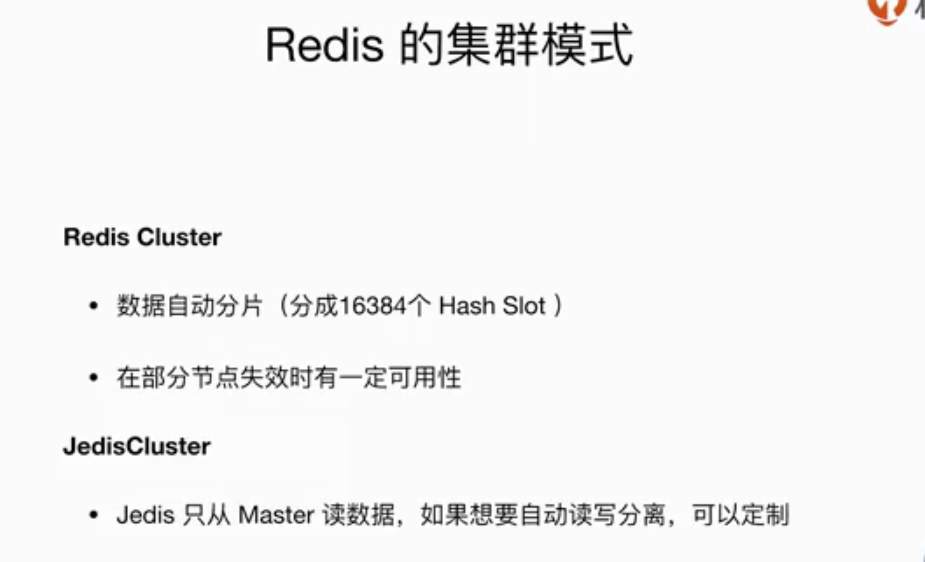 Redis 的集群模式
Redis Cluster
• 数据自动分片（分成16384个 Hash Slot ）
• 在部分节点失效时有一定可用性
JedisCluster
• Jedis 只从 Master 读数据，如果想要自动读写分离，可以定制